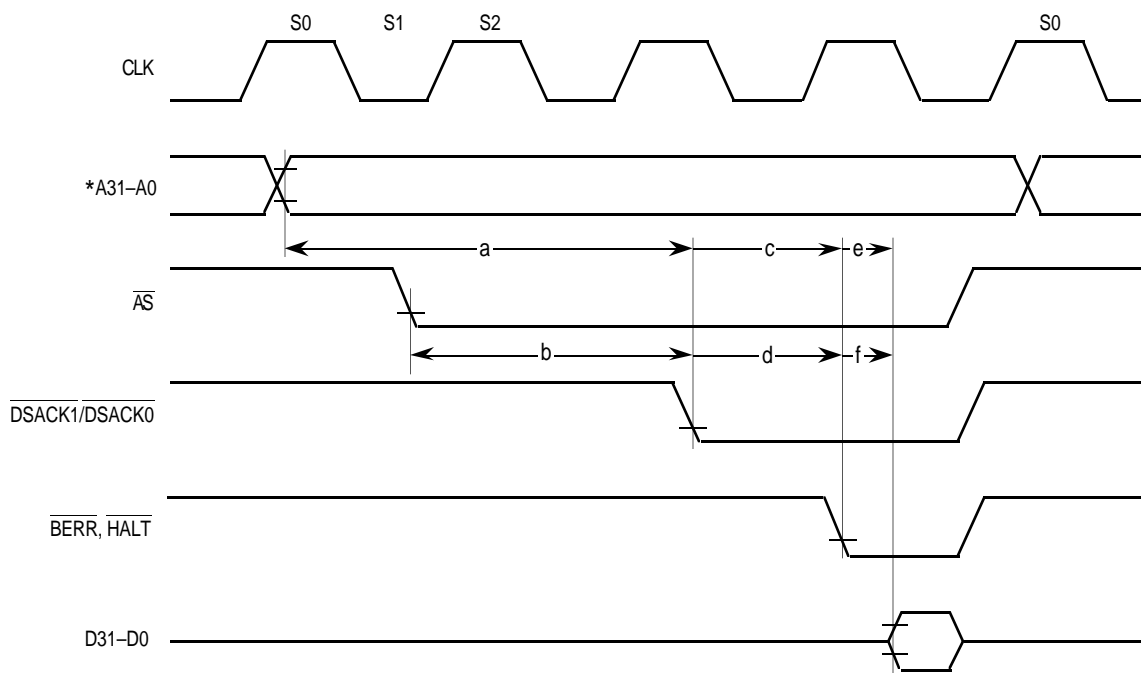 S0 S1 S2 S0
CLK
*A31–A0
a c e
AS
b d f
DSACK1/DSACK0
BERR, HALT
D31–D0